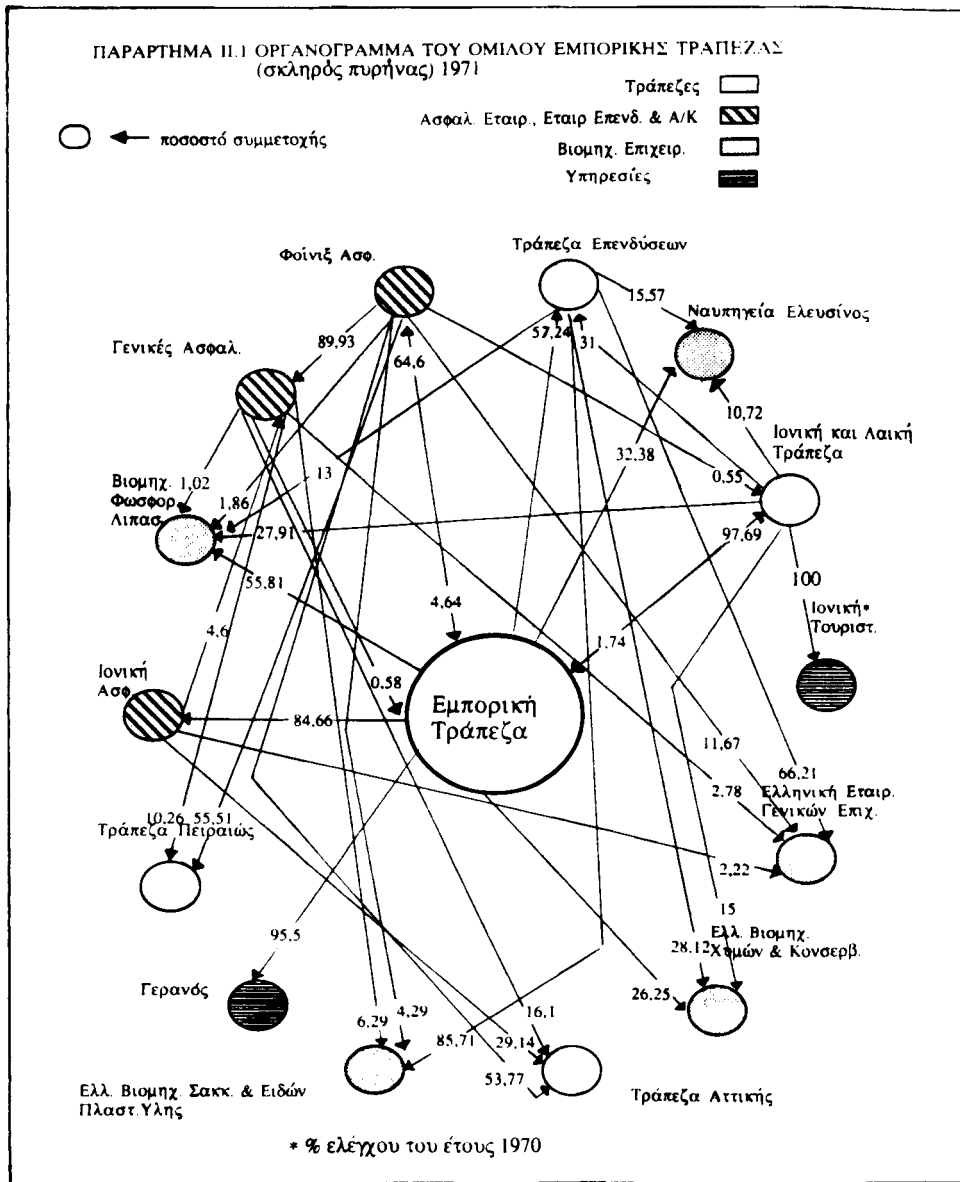 ΠΑΡΑΡΤΗΜΑ ΙΙ.1 ΟΡΓΑΝΟΓΡΑΜΜΑ ΤΟΥ ΟΜΙΛΟΥ ΕΜΠΟΡΙΚΗΣ ΤΡΑΠΕΖΑΣ
(σκληρός πυρήνας) 1971
Τράπεζες
Ασφαλ. Εταιρ., Εταιρ Επενδ. & Α/Κ
ποσοστό συμμετοχής
Βιομηχ. Επιχειρ.
Υπηρεσίες
Φοίνιξ Ασφ.
Τράπεζα Επενδύσεων
15,57
Ναυπηγεία Ελευσίνος
Γενικές Ασφαλ.
89,93
64,6
57,24
31
10,72
Ιονική και Λαική
Τράπεζα
32,38
0,55
13
Βιομηχ.
Φωσφορ
Λιπασ.
1,02
1,86
27,91
97,69
55,81
100
4,64
4,6
1,74
Ιονική*
Τουριστ.
Ιονική
Ασφ.
0,58
84,66
Εμπορική
Τράπεζα
11,67
66,21
2.78
Ελληνική Εταιρ.
Γενικών Επιχ.
10,26
55,51
Τράπεζα Πειραιώς
2,22
15
95,5
Ελλ. Βιομηχ.
Χυμών & Κονσερβ.
28,12
Γερανός
26,25
6,29
4,29
85,71
29,14
16,1
53,77
Ελλ. Βιομηχ. Σακκ. & Ειδών
Πλαστ.Υλης
Τράπεζα Αττικής
* % ελέγχου του έτους 1970